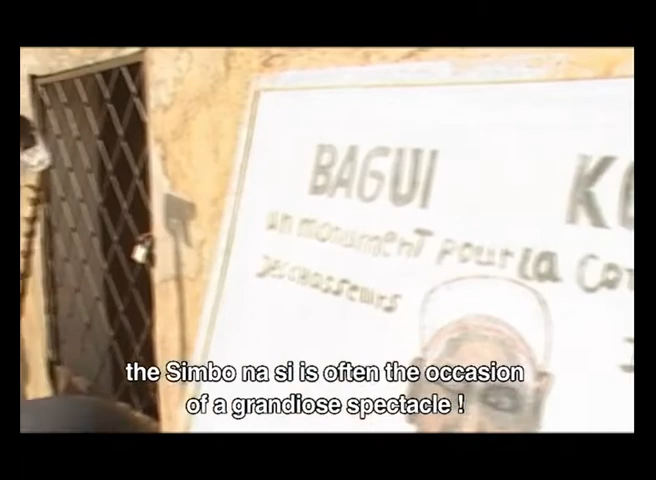 BAGUI
un monument pour la
des chasseurs
the Simbo na si is often the occasion
of a grandiose spectacle !